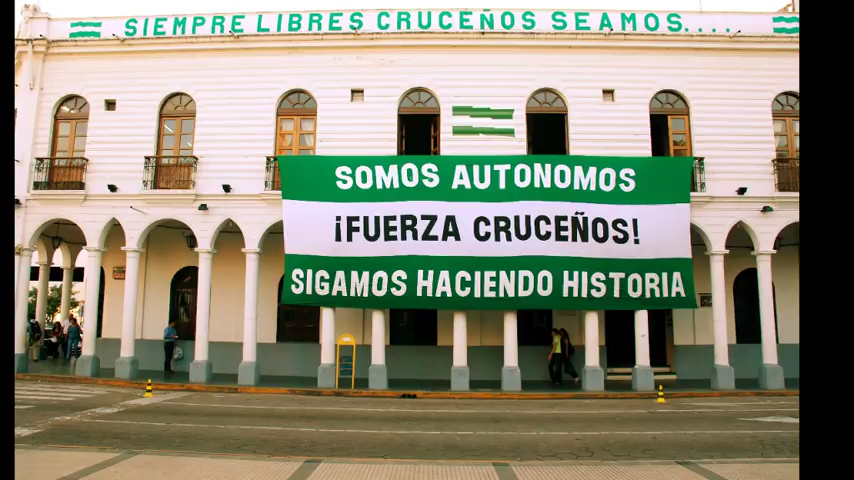 SIEMPRE LIBRES CRUCEÑOS SEAMOS....
SOMOS AUTONOMOS
¡FUERZA CRUCEÑOS!
SIGAMOS HACIENDO HISTORIA